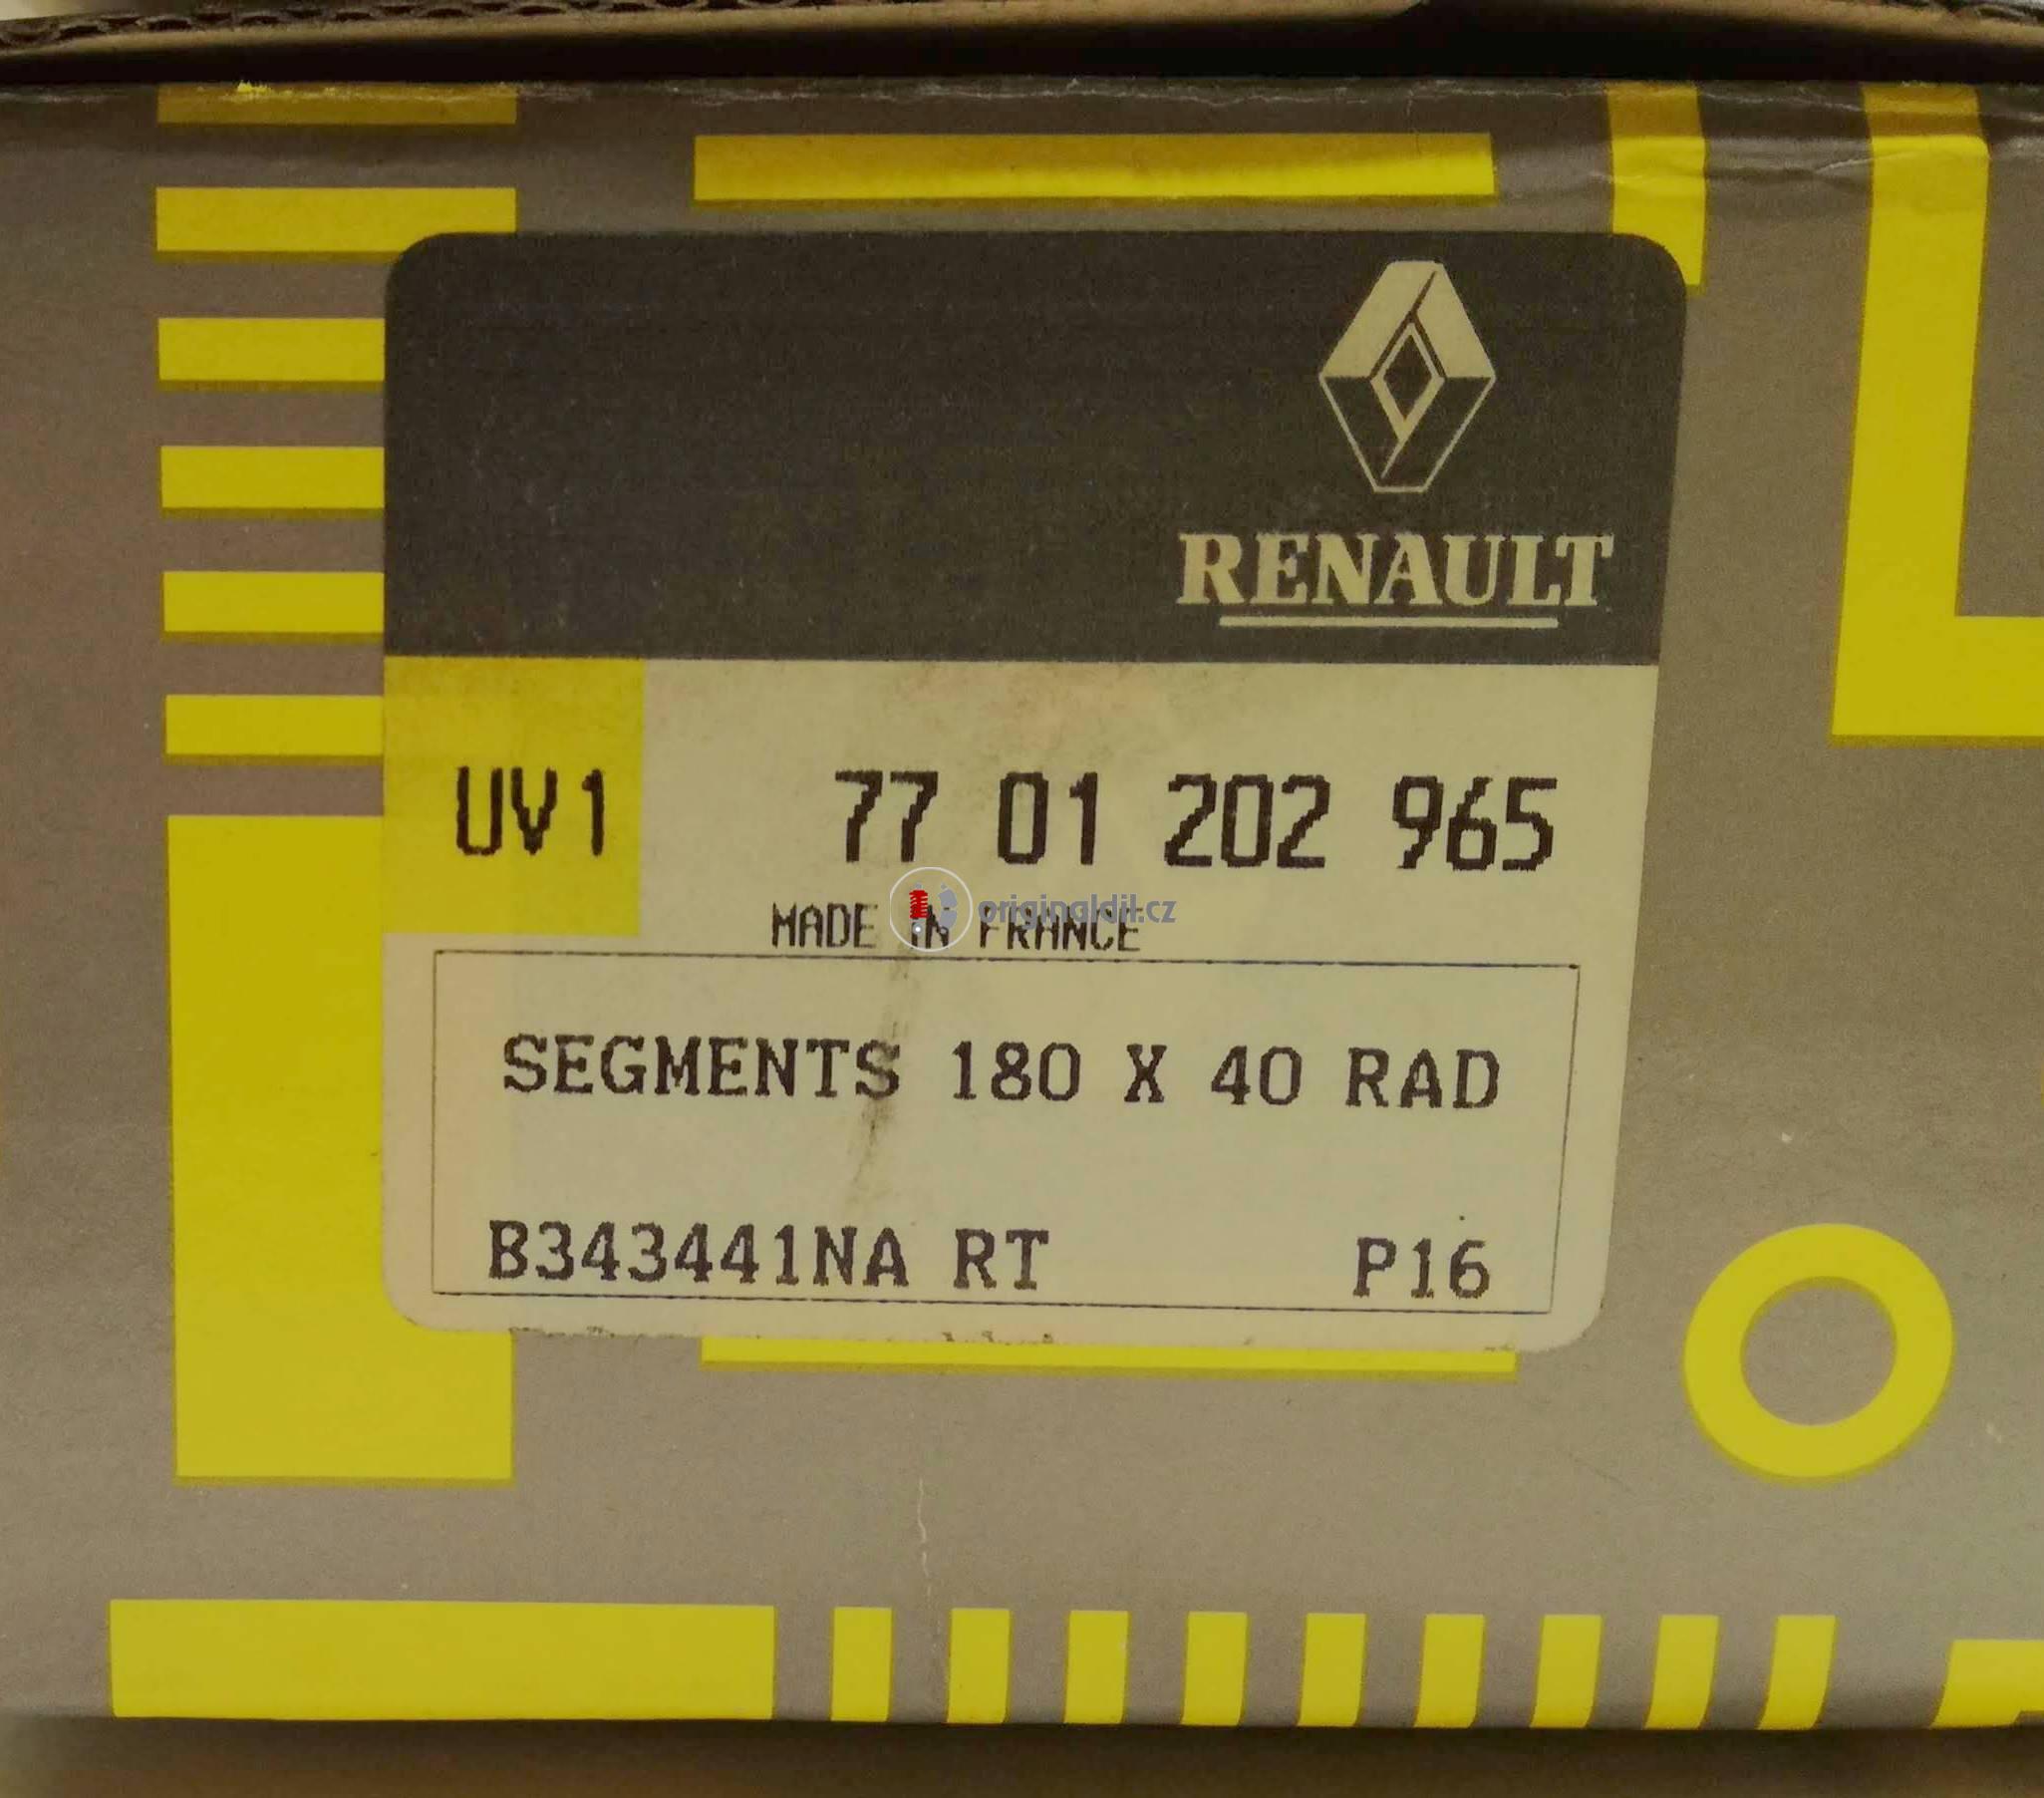 RENAULT
UV1 77 01 202 965
originaldil.cz
MADE IN FRANCE
SEGMENTS 180 X 40 RAD
B343441NA RT P16